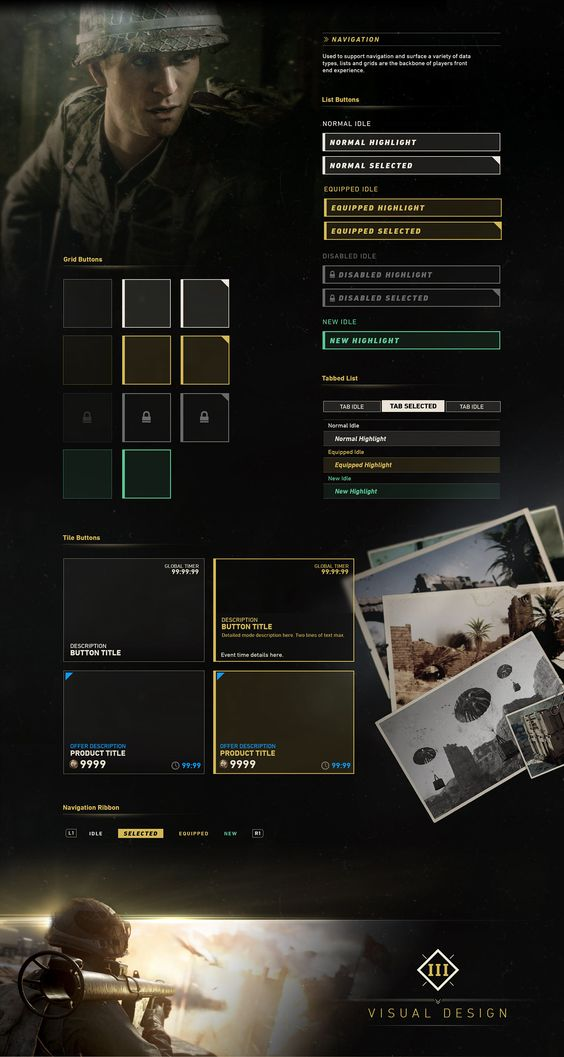 NAVIGATION
Used to support navigation and surface a variety of data
types, lists and grids are the backbone of players front
end experience.
List Buttons
NORMAL IDLE
NORMAL HIGHLIGHT
NORMAL SELECTED
EQUIPPED IDLE
EQUIPPED HIGHLIGHT
EQUIPPED SELECTED
DISABLED IDLE
DISABLED HIGHLIGHT
DISABLED SELECTED
NEW IDLE
NEW HIGHLIGHT
Grid Buttons
Tabbed List
TAB IDLE TAB SELECTED TAB IDLE
Normal Idle
Normal Highlight
Equipped Idle
Equipped Highlight
New Idle
New Highlight
Tile Buttons
GLOBAL TIMER
99:99:99
DESCRIPTION
BUTTON TITLE
GLOBAL TIMER
99:99:99
DESCRIPTION
BUTTON TITLE
Detailed mode description here. Two lines of text max.
Event time details here.
OFFER DESCRIPTION
PRODUCT TITLE
9999 99:99
OFFER DESCRIPTION
PRODUCT TITLE
9999 99:99
Navigation Ribbon
L1 IDLE SELECTED EQUIPPED NEW R1
III
VISUAL DESIGN